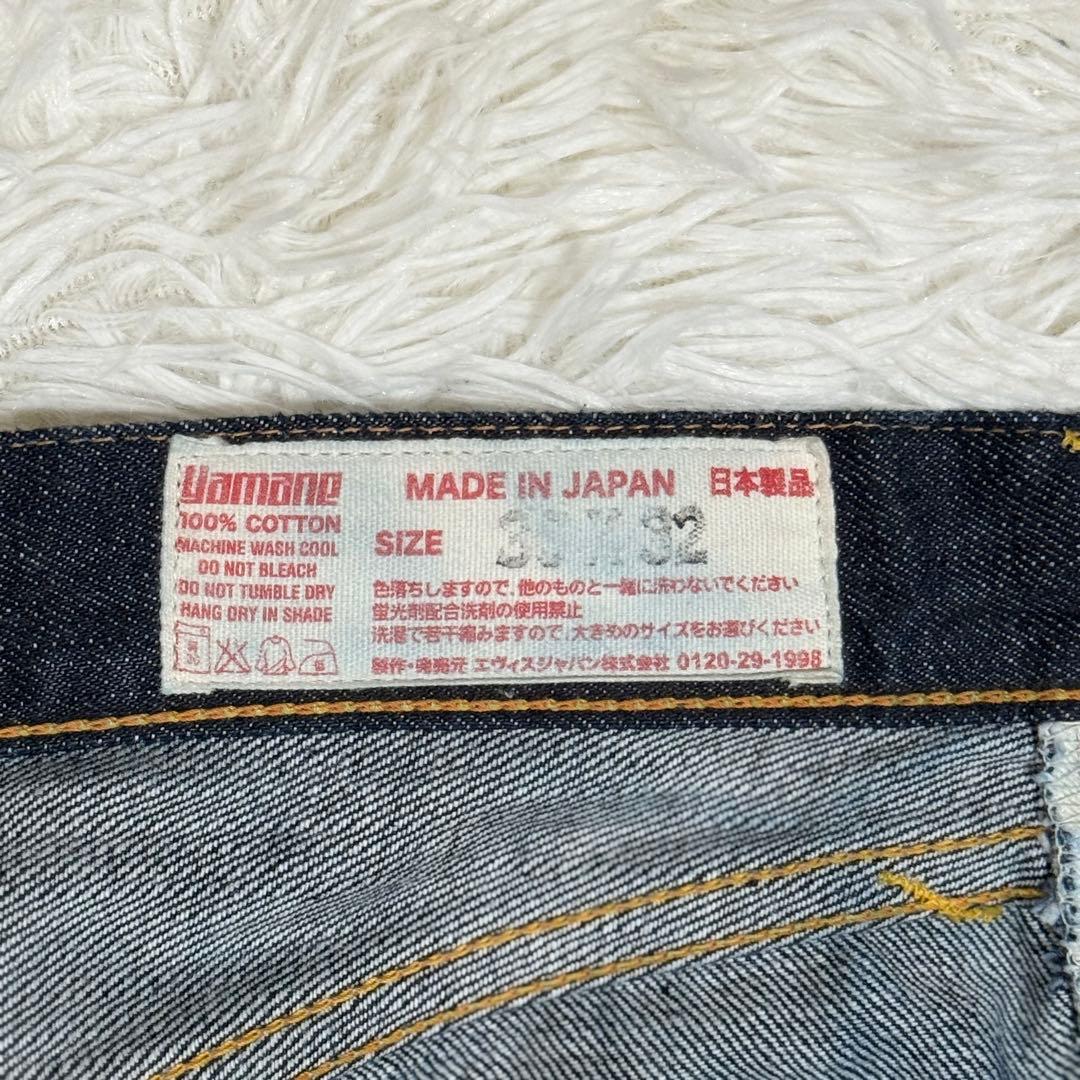 yamane
100% COTTON
MACHINE WASH COOL
DO NOT BLEACH
DO NOT TUMBLE DRY
HANG DRY IN SHADE
MADE IN JAPAN 日本製品
SIZE 32
色落ちしますので、他のものと一緒に洗わないでください
蛍光剤配合洗剤の使用禁止
洗濯で若干縮みますので、大きめのサイズをお選びください
製作・発売元 エヴィスジャパン株式会社 0120-29-1998